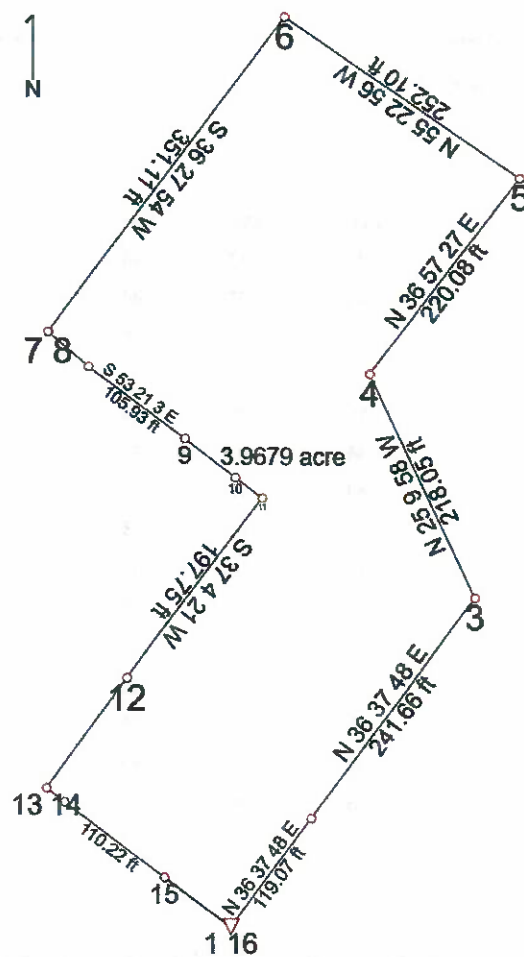 N
6
N 55 22 56 W
252.10 ft
S 36 27 54 W
351.11 ft
5
N 36 57 27 E
220.08 ft
7
8
4
S 53 21 3 E
105.93 ft
9
3.9679 acre
10
11
N 25 9 58 W
218.05 ft
S 37 4 21 W
197.75 ft
3
12
N 36 37 48 E
241.66 ft
13
14
110.22 ft
15
N 36 37 48 E
119.07 ft
1 16